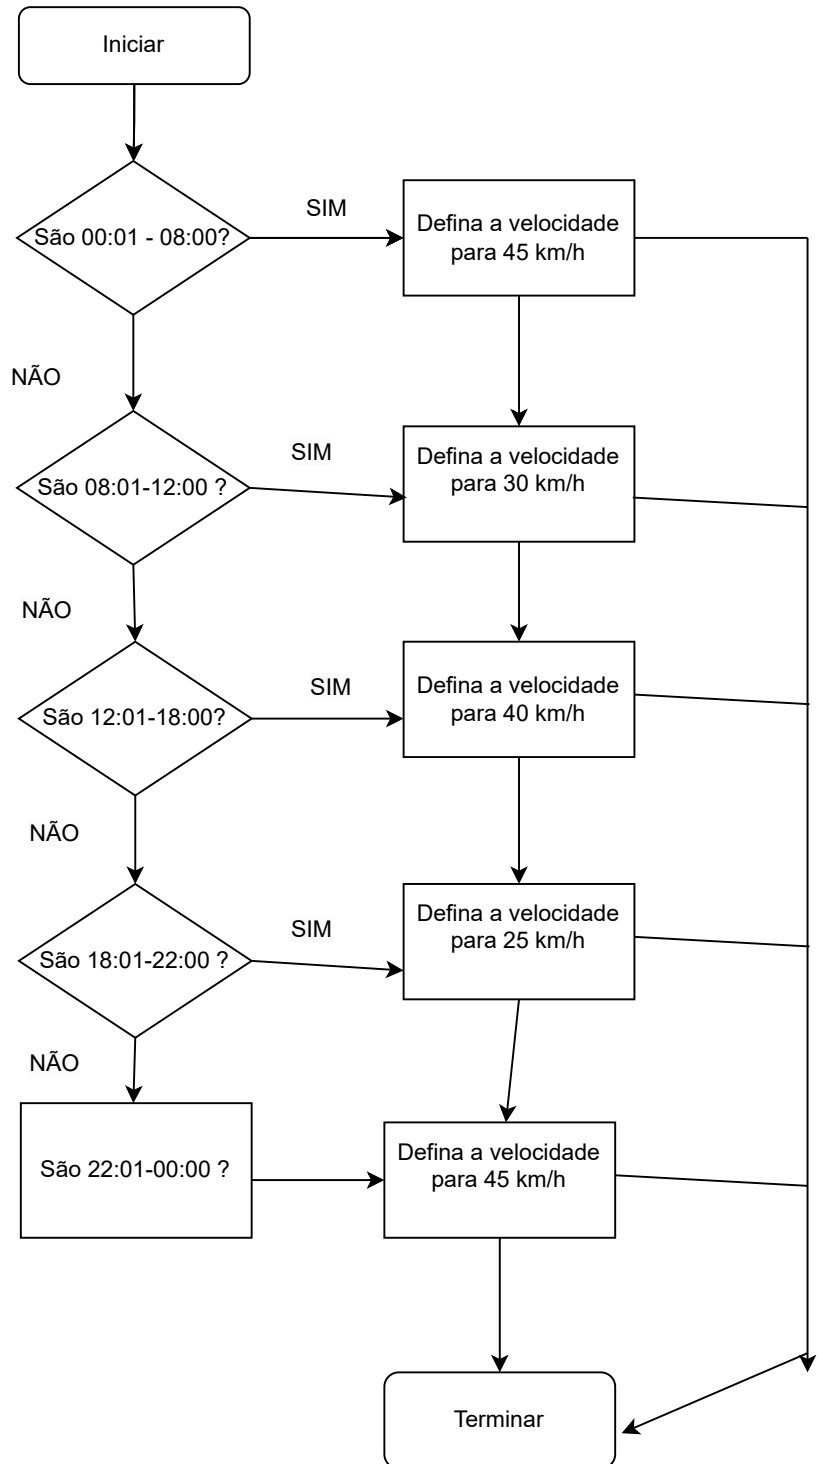 Iniciar
São 00:01 - 08:00?
SIM
Defina a velocidade
para 45 km/h
NÃO
São 08:01-12:00 ?
SIM
Defina a velocidade
para 30 km/h
NÃO
São 12:01-18:00?
SIM
Defina a velocidade
para 40 km/h
NÃO
São 18:01-22:00 ?
SIM
Defina a velocidade
para 25 km/h
NÃO
São 22:01-00:00 ?
Defina a velocidade
para 45 km/h
Terminar